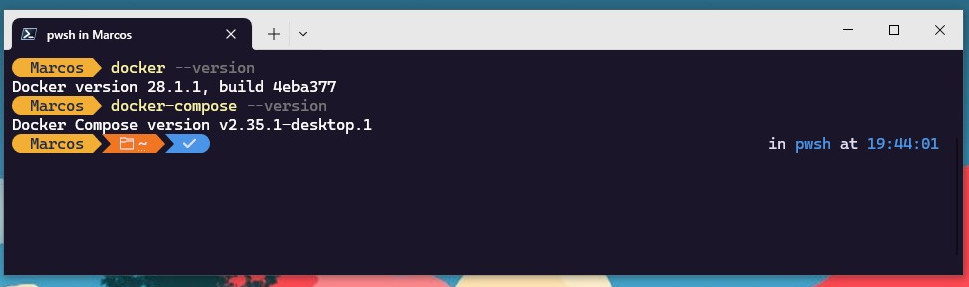 pwsh in Marcos
Marcos docker --version
Docker version 28.1.1, build 4eba377
Marcos docker-compose --version
Docker Compose version v2.35.1-desktop.1
Marcos ~ in pwsh at 19:44:01